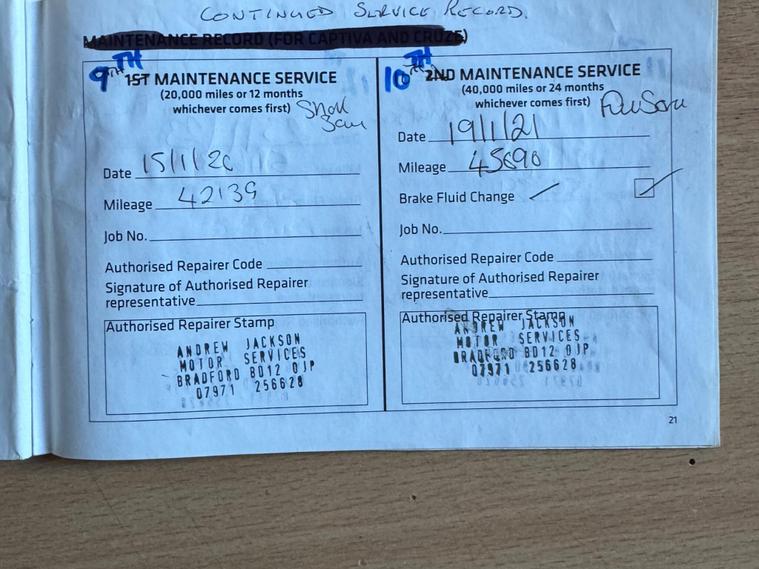 CONTINUED SERVICE RECORD.
MAINTENANCE RECORD (FOR CAPTIVA AND CRUZE)
9TH 1ST MAINTENANCE SERVICE
(20,000 miles or 12 months
whichever comes first)
Date 15/1/20
Mileage 42139
Job No.
Authorised Repairer Code
Signature of Authorised Repairer
representative
Authorised Repairer Stamp
ANDREW JACKSON
MOTOR SERVICES
BRADFORD BD12 0JP
07971 256628
10TH 2ND MAINTENANCE SERVICE
(40,000 miles or 24 months
whichever comes first)
Date 19/1/21
Mileage 45690
Brake Fluid Change
Job No.
Authorised Repairer Code
Signature of Authorised Repairer
representative
Authorised Repairer Stamp
ANDREW JACKSON
MOTOR SERVICES
BRADFORD BD12 0JP
07971 256628
21